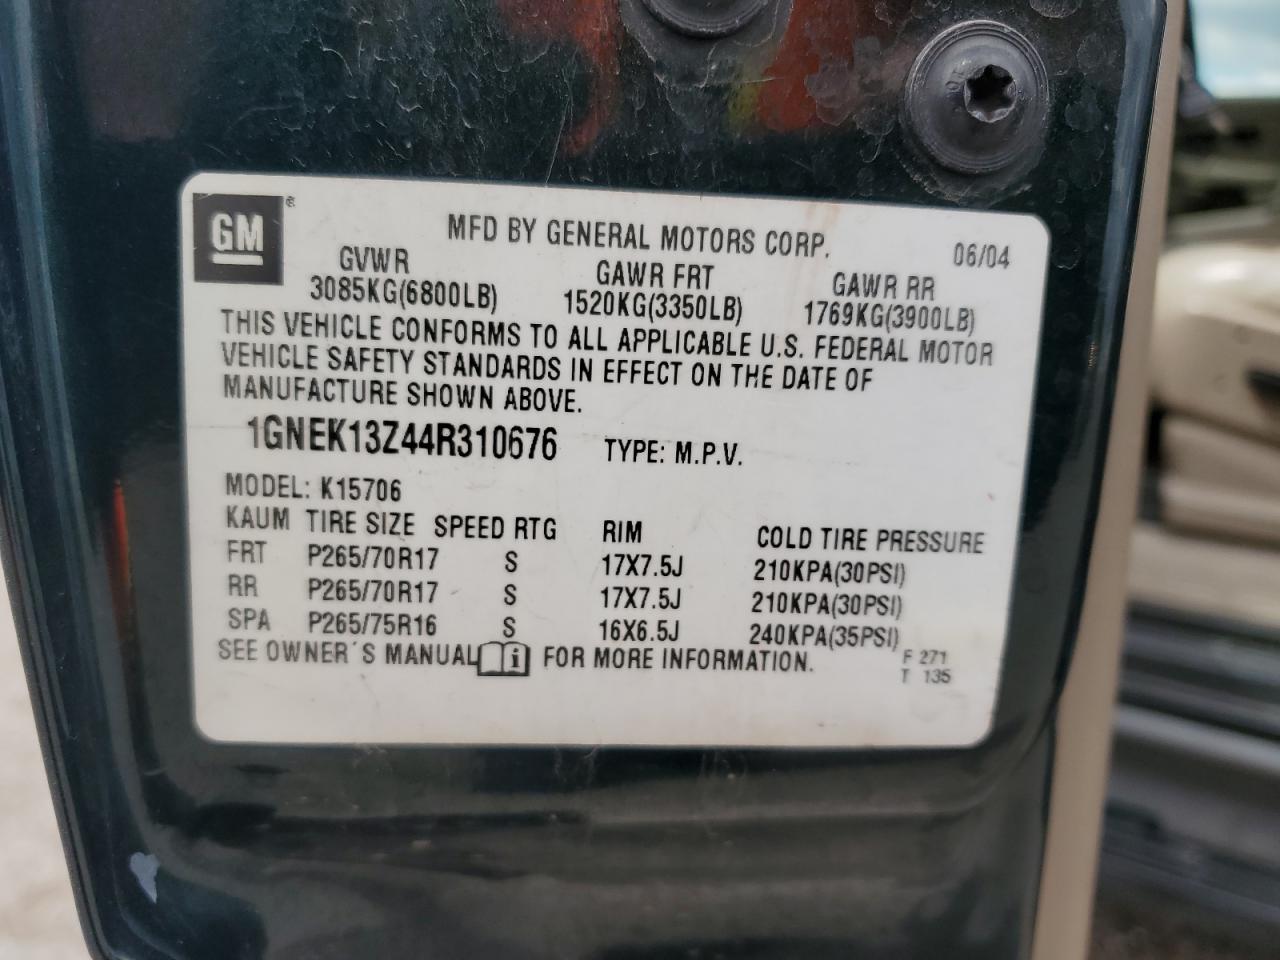 GM ® MFD BY GENERAL MOTORS CORP. 06/04
GVWR GAWR FRT GAWR RR
3085KG(6800LB) 1520KG(3350LB) 1769KG(3900LB)
THIS VEHICLE CONFORMS TO ALL APPLICABLE U.S. FEDERAL MOTOR
VEHICLE SAFETY STANDARDS IN EFFECT ON THE DATE OF
MANUFACTURE SHOWN ABOVE.
1GNEK13Z44R310676 TYPE: M.P.V.
MODEL: K15706
KAUM TIRE SIZE SPEED RTG RIM COLD TIRE PRESSURE
FRT P265/70R17 S 17X7.5J 210KPA(30PSI)
RR P265/70R17 S 17X7.5J 210KPA(30PSI)
SPA P265/75R16 S 16X6.5J 240KPA(35PSI)
SEE OWNER'S MANUAL i FOR MORE INFORMATION. F 271
T 135